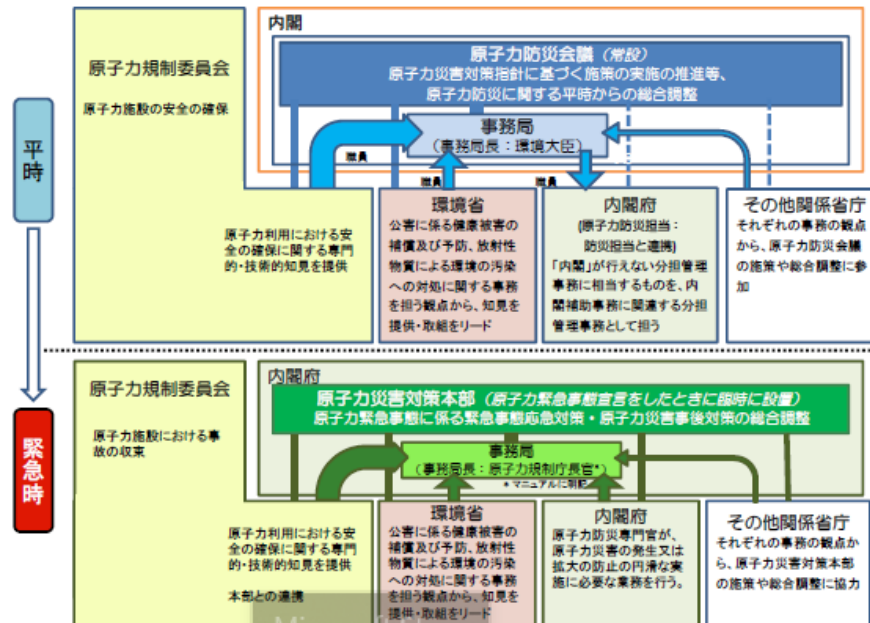 平時
緊急時
原子力規制委員会
原子力施設の安全の確保
原子力利用における安
全の確保に関する専門
的・技術的知見を提供
内閣
原子力防災会議（常設）
原子力災害対策指針に基づく施策の実施の推進等、
原子力防災に関する平時からの総合調整
事務局
（事務局長：環境大臣）
職員
職員
職員
環境省
公害に係る健康被害の
補償及び予防、放射性
物質による環境の汚染
への対処に関する事務
を担う観点から、知見を
提供・取組をリード
内閣府
(原子力防災担当：
防災担当と連携)
「内閣」が行えない分担管理
事務に相当するものを、内
閣補助事務に関連する分担
管理事務として担う
その他関係省庁
それぞれの事務の観点
から、原子力防災会議
の施策や総合調整に参
加
原子力規制委員会
原子力施設における事
故の収束
原子力利用における安
全の確保に関する専門
的・技術的知見を提供
本部との連携
内閣府
原子力災害対策本部（原子力緊急事態宣言をしたときに臨時に設置）
原子力緊急事態に係る緊急事態応急対策・原子力災害事後対策の総合調整
事務局
（事務局長：原子力規制庁長官*）
* マニュアルに明記
環境省
公害に係る健康被害の
補償及び予防、放射性
物質による環境の汚染
への対処に関する事務
を担う観点から、知見を
提供・取組をリード
内閣府
原子力防災専門官が、
原子力災害の発生又は
拡大の防止の円滑な実
施に必要な業務を行う。
その他関係省庁
それぞれの事務の観点か
ら、原子力災害対策本部
の施策や総合調整に協力